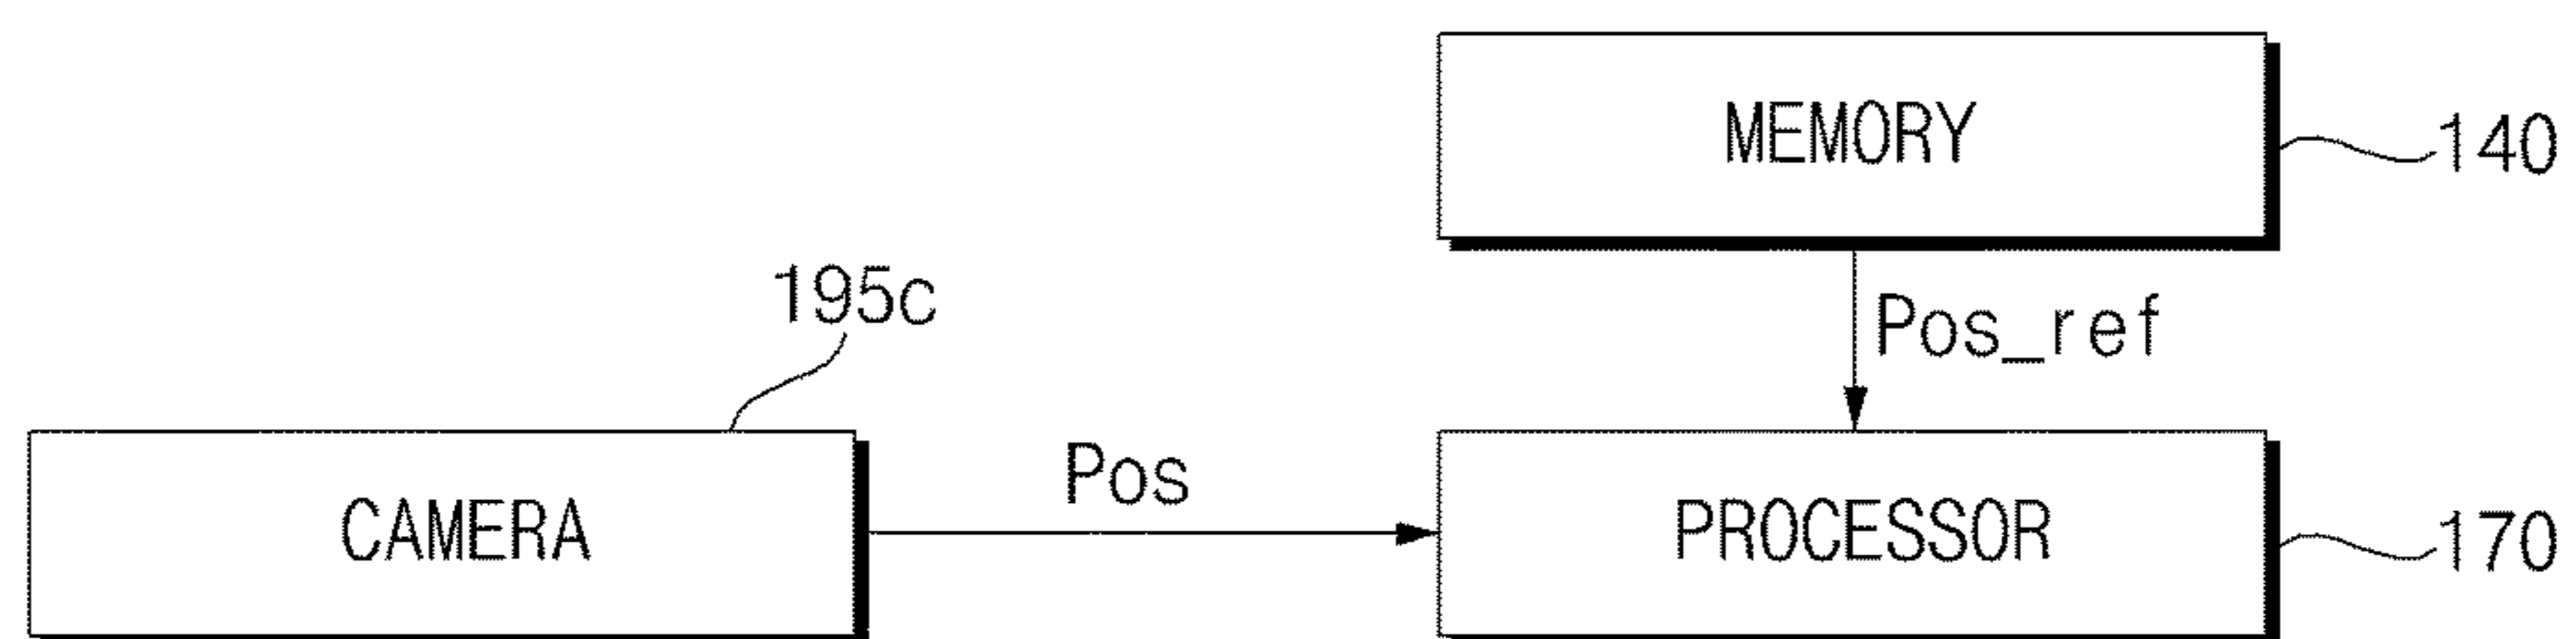 MEMORY
140
195c
Pos_ref
Pos
CAMERA
PROCESSOR
170